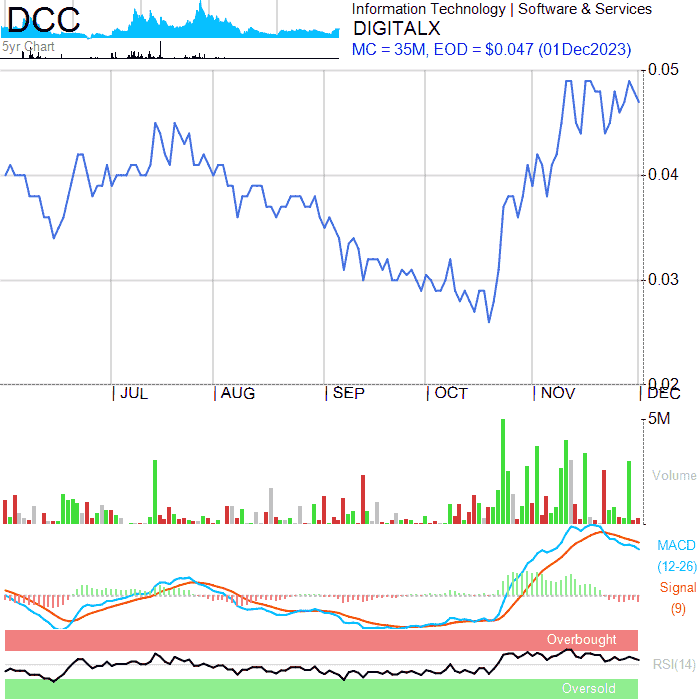 DCC
5yr Chart
Information Technology | Software & Services
DIGITALX
MC = 35M, EOD = $0.047 (01Dec2023)
0.05
0.04
0.03
0.02
JUL AUG SEP OCT NOV DEC
5M
Volume
MACD
(12-26)
Signal
(9)
Overbought
RSI(14)
Oversold